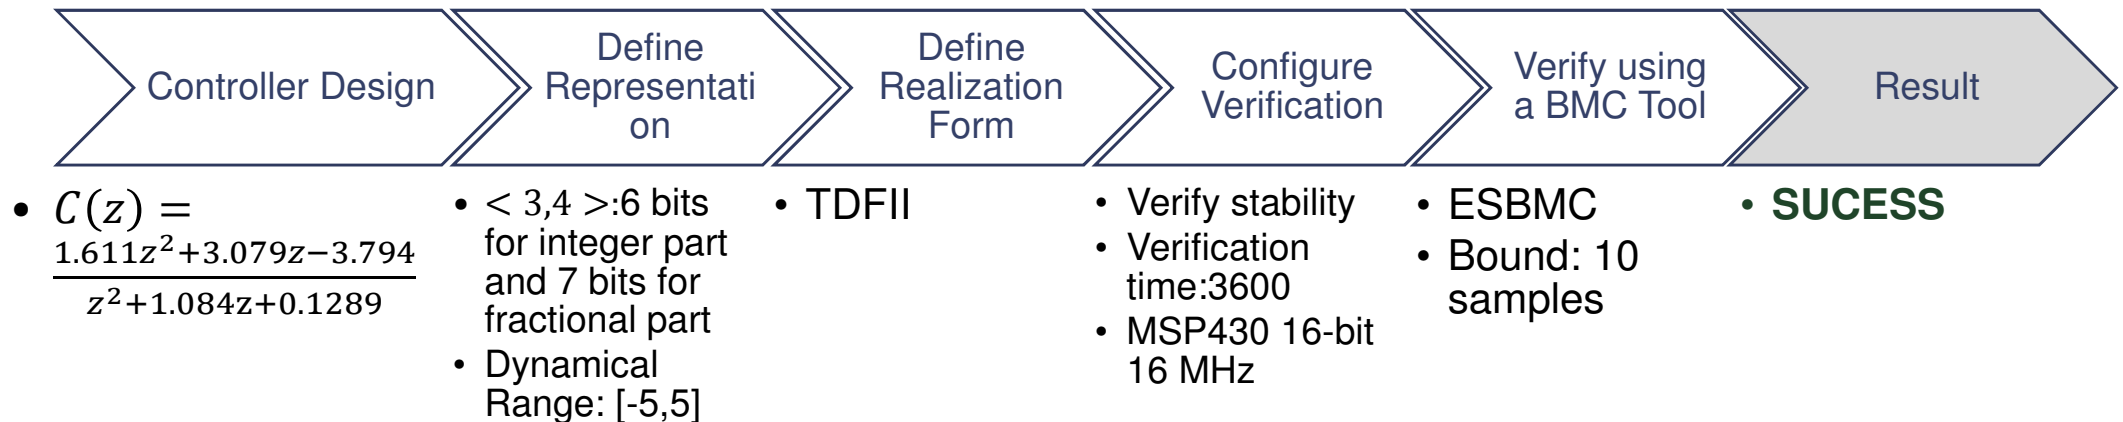 Controller Design
Define
Representati
on
Define
Realization
Form
Configure
Verification
Verify using
a BMC Tool
Result
• C(z) =
1.611z²+3.079z−3.794
z²+1.084z+0.1289
• < 3,4 >:6 bits
for integer part
and 7 bits for
fractional part
• Dynamical
Range: [-5,5]
• TDFII
• Verify stability
• Verification
time:3600
• MSP430 16-bit
16 MHz
• ESBMC
• Bound: 10
samples
• SUCESS